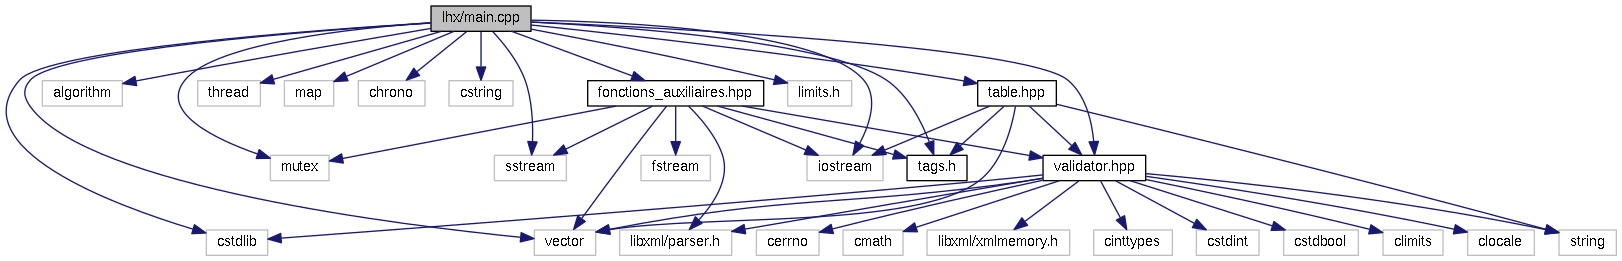 lhx/main.cpp
algorithm
thread
map
chrono
cstring
fonctions_auxiliaires.hpp
limits.h
table.hpp
mutex
sstream
fstream
iostream
tags.h
validator.hpp
cstdlib
vector
libxml/parser.h
cerrno
cmath
libxml/xmlmemory.h
cinttypes
cstdint
cstdbool
climits
clocale
string